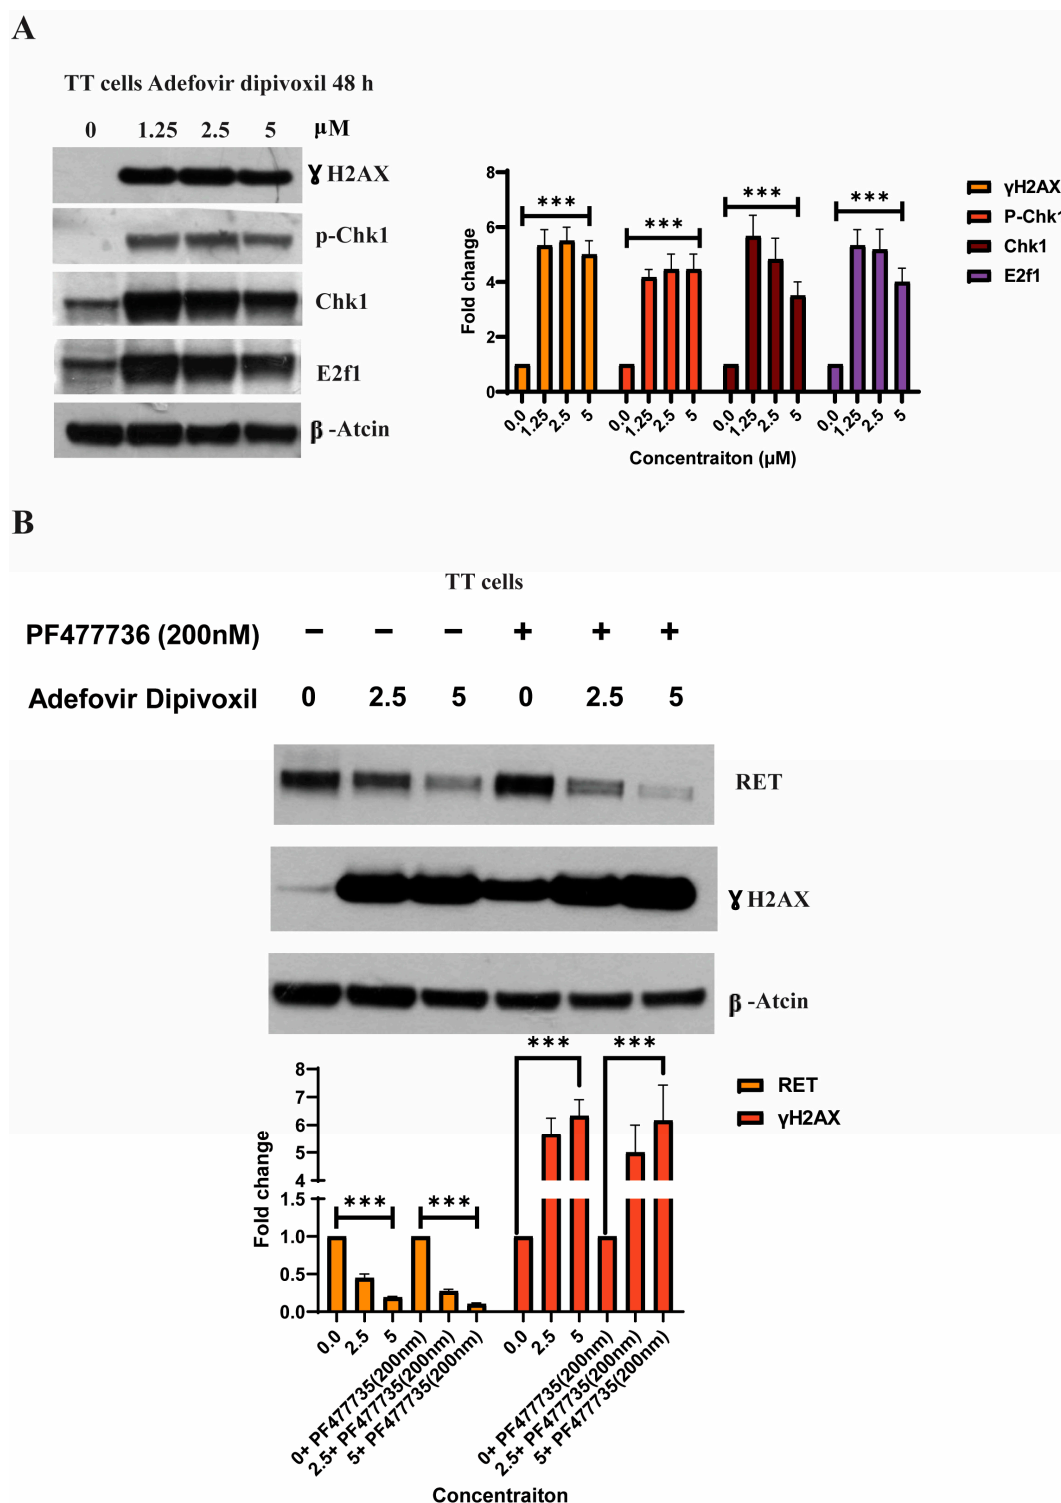 A
TT cells Adefovir dipivoxil 48 h
0 1.25 2.5 5 μM
ɣ H2AX
p-Chk1
Chk1
E2f1
β -Atcin
8
6
4
2
0
Fold change
*** *** *** ***
0.0 1.25 2.5 5 0.0 1.25 2.5 5 0.0 1.25 2.5 5 0.0 1.25 2.5 5
Concentraiton (μM)
γH2AX
P-Chk1
Chk1
E2f1
B
TT cells
PF477736 (200nM) − − − + + +
Adefovir Dipivoxil 0 2.5 5 0 2.5 5
RET
ɣ H2AX
β -Atcin
8
7
6
5
4
1.5
1.0
0.5
0.0
Fold change
*** *** *** ***
RET
γH2AX
0.0 2.5 5 0+ PF477735(200nm) 2.5+ PF477735(200nm) 5+ PF477735(200nm) 0.0 2.5 5 0+ PF477735(200nm) 2.5+ PF477735(200nm) 5+ PF477735(200nm)
Concentraiton